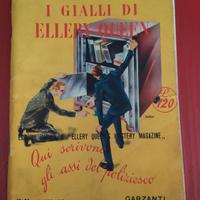 I GIALLI DI
ELLERY QUEEN
120
ELLERY QUEEN'S MYSTERY MAGAZINE„
Qui scrivono
gli assi del poliziesco
GARZANTI